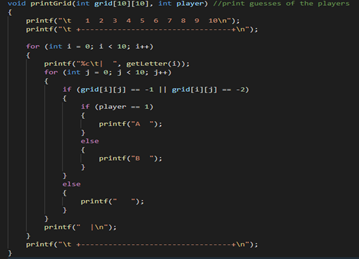 void printGrid(int grid[10][10], int player) //print guesses of the players
{
    printf("\t   1  2  3  4  5  6  7  8  9  10\n");
    printf("\t +--------------------------------+\n");

    for (int i = 0; i < 10; i++)
    {
        printf("%c\t|  ", getLetter(i));
        for (int j = 0; j < 10; j++)
        {
            if (grid[i][j] == -1 || grid[i][j] == -2)
            {
                if (player == 1)
                {
                    printf("A  ");
                }
                else
                {
                    printf("B  ");
                }
            }
            else
            {
                printf("   ");
            }
        }
        printf("  |\n");
    }
    printf("\t +--------------------------------+\n");
}